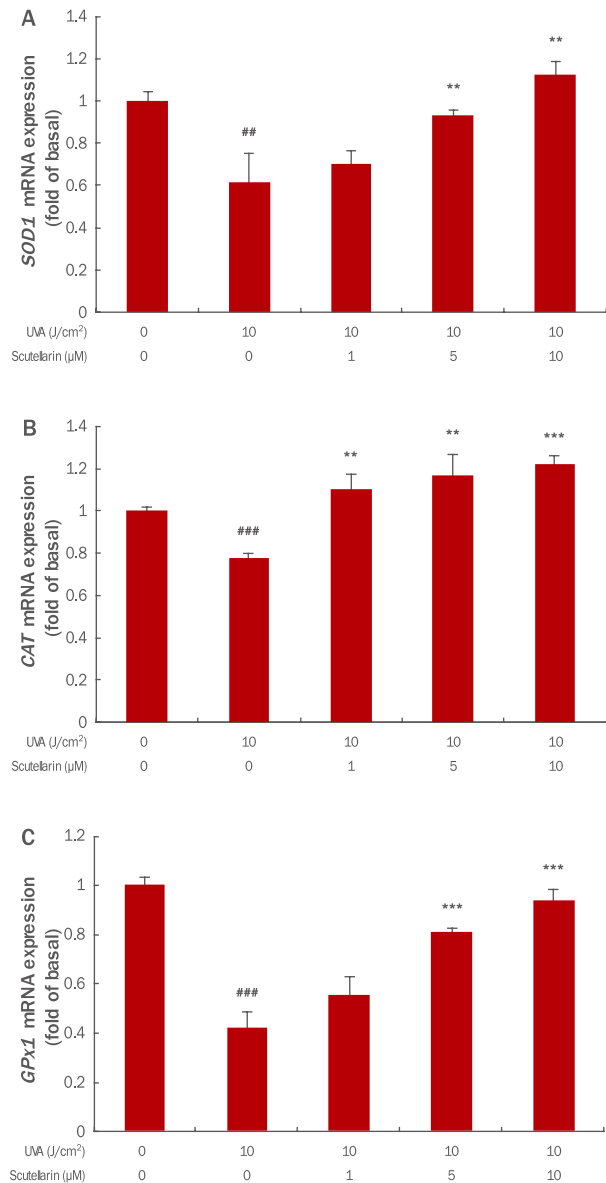 A
SOD1 mRNA expression
(fold of basal)
1.4
1.2
1
0.8
0.6
0.4
0.2
0
##
**
**
UVA (J/cm²) 0 10 10 10 10
Scutellarin (µM) 0 0 1 5 10
B
CAT mRNA expression
(fold of basal)
1.4
1.2
1
0.8
0.6
0.4
0.2
0
###
**
**
***
UVA (J/cm²) 0 10 10 10 10
Scutellarin (µM) 0 0 1 5 10
C
GPx1 mRNA expression
(fold of basal)
1.2
1
0.8
0.6
0.4
0.2
0
###
***
***
UVA (J/cm²) 0 10 10 10 10
Scutellarin (µM) 0 0 1 5 10